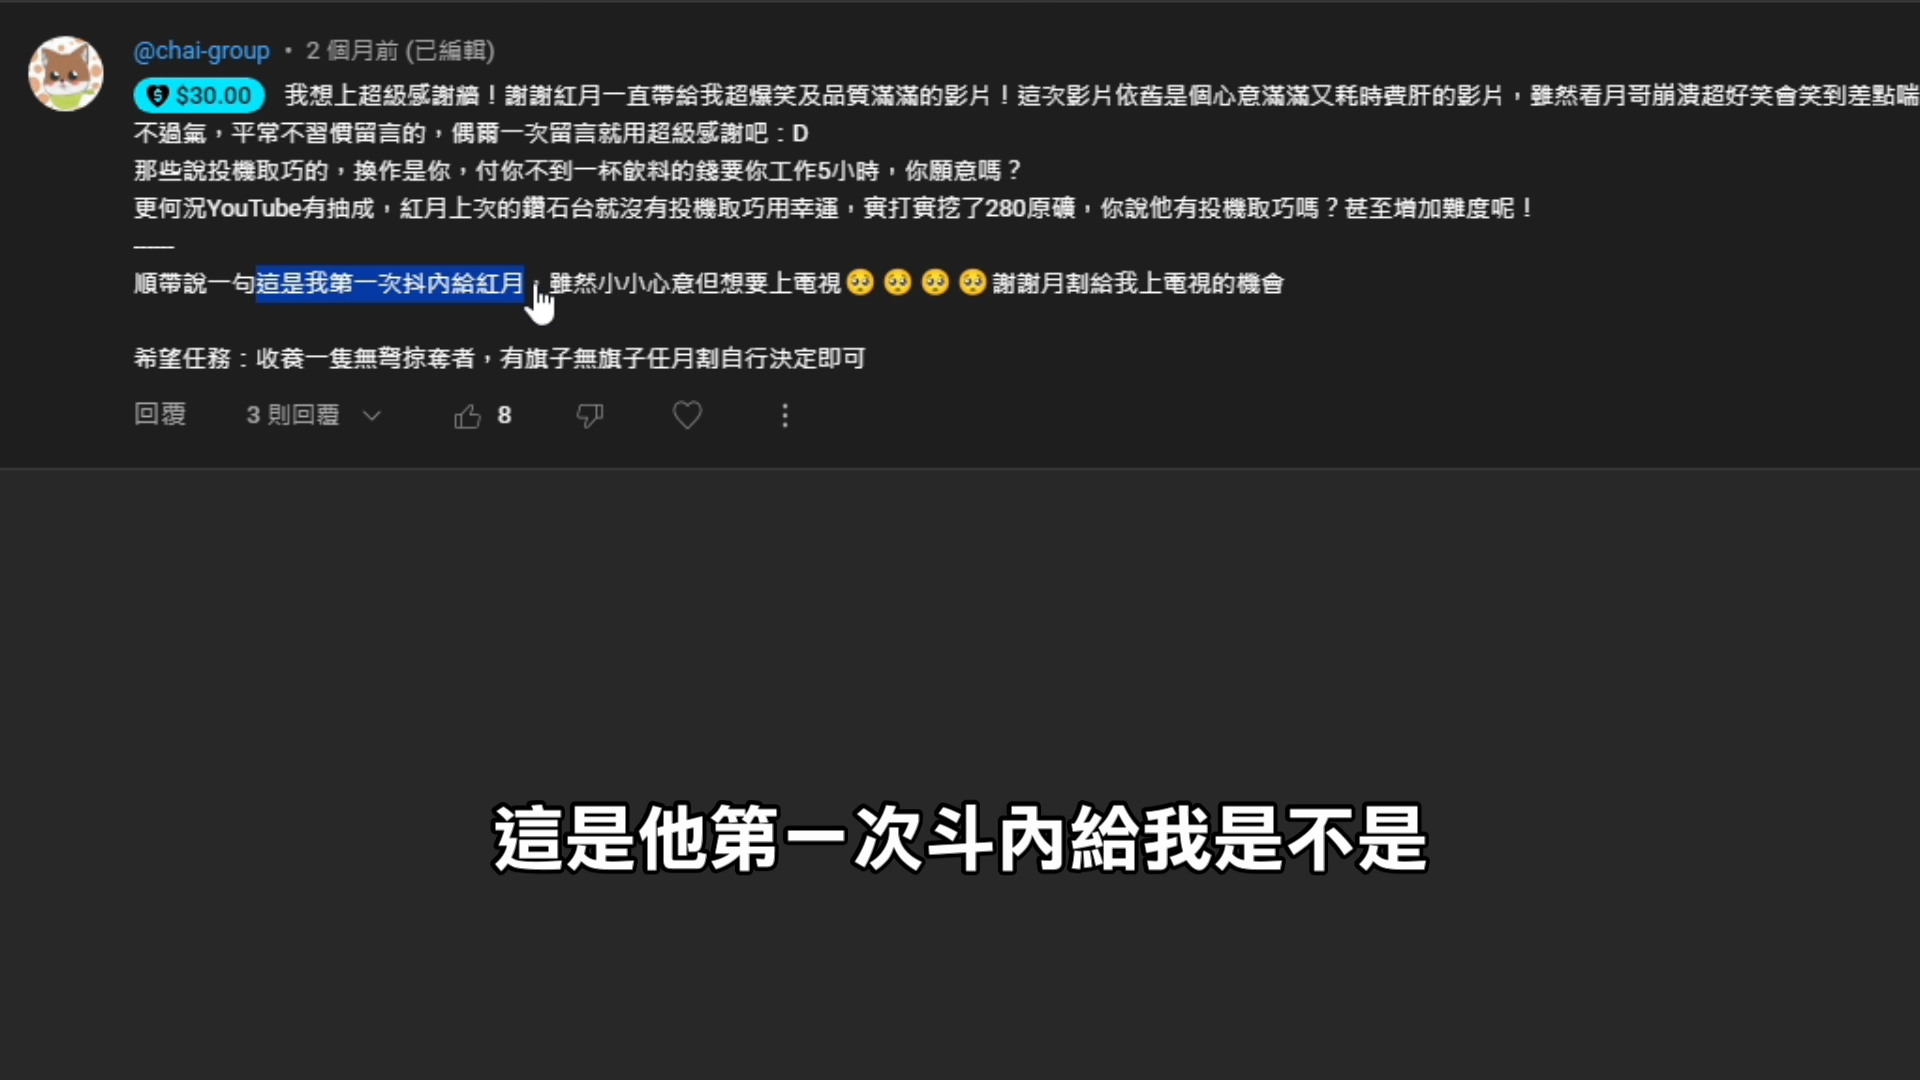 @chai-group • 2 個月前 (已編輯)
$30.00 我想上超級感謝牆！謝謝紅月一直帶給我超爆笑及品質滿滿的影片！這次影片依舊是個心意滿滿又耗時費肝的影片，雖然看月哥崩潰超好笑會笑到差點喘
不過氣，平常不習慣留言的，偶爾一次留言就用超級感謝吧：D
那些說投機取巧的，換作是你，付你不到一杯飲料的錢要你工作5小時，你願意嗎？
更何況YouTube有抽成，紅月上次的鑽石台就沒有投機取巧用幸運，實打實挖了280原礦，你說他有投機取巧嗎？甚至增加難度呢！
——
順帶說一句這是我第一次抖內給紅月，雖然小小心意但想要上電視🥺🥺🥺🥺謝謝月割給我上電視的機會
希望任務：收養一隻無弩掠奪者，有旗子無旗子任月割自行決定即可
回覆 3 則回覆 8
這是他第一次斗內給我是不是